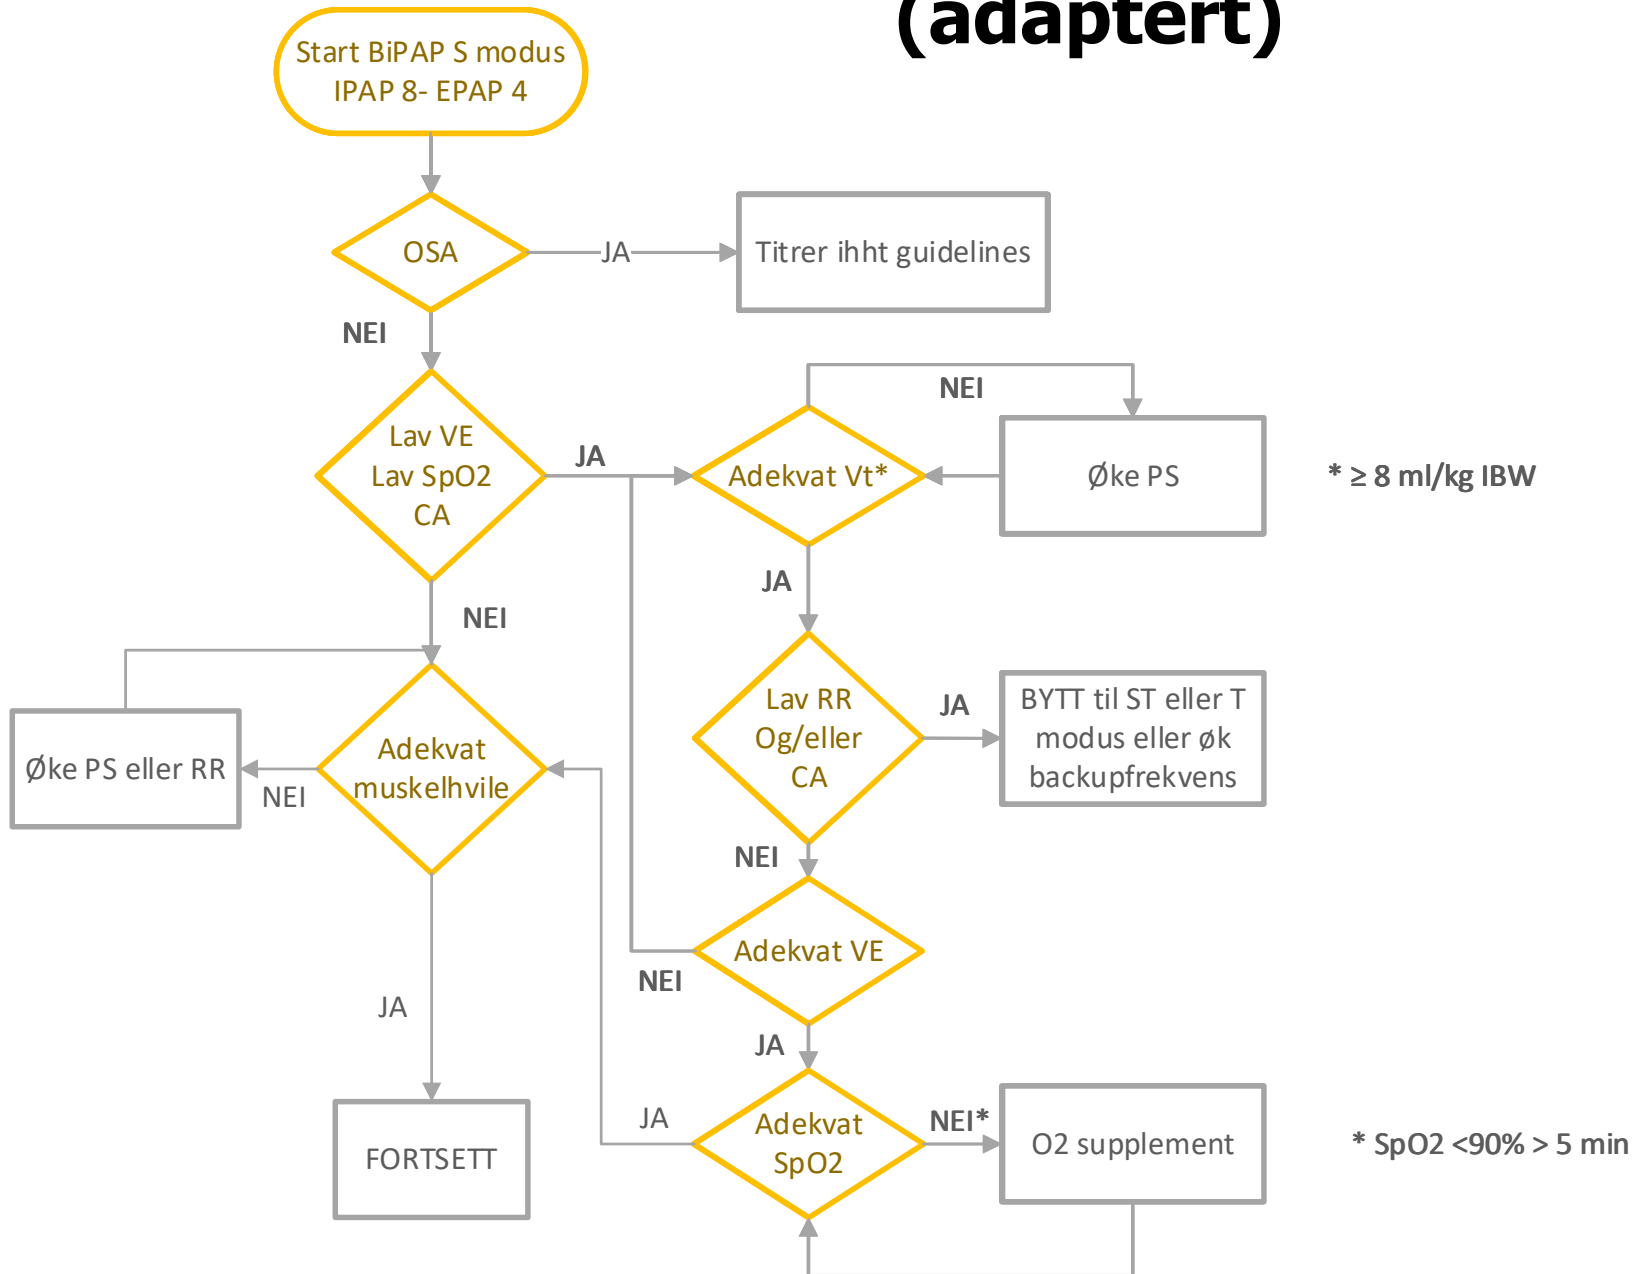 (adaptert)
Start BiPAP S modus
IPAP 8- EPAP 4
OSA
JA
Titrer ihht guidelines
NEI
Lav VE
Lav SpO2
CA
JA
Adekvat Vt*
NEI
Øke PS
* ≥ 8 ml/kg IBW
JA
NEI
Lav RR
Og/eller
CA
JA
BYTT til ST eller T
modus eller øk
backupfrekvens
Øke PS eller RR
NEI
Adekvat
muskelhvile
NEI
Adekvat VE
NEI
JA
JA
Adekvat
SpO2
JA
NEI*
O2 supplement
* SpO2 <90% > 5 min
FORTSETT